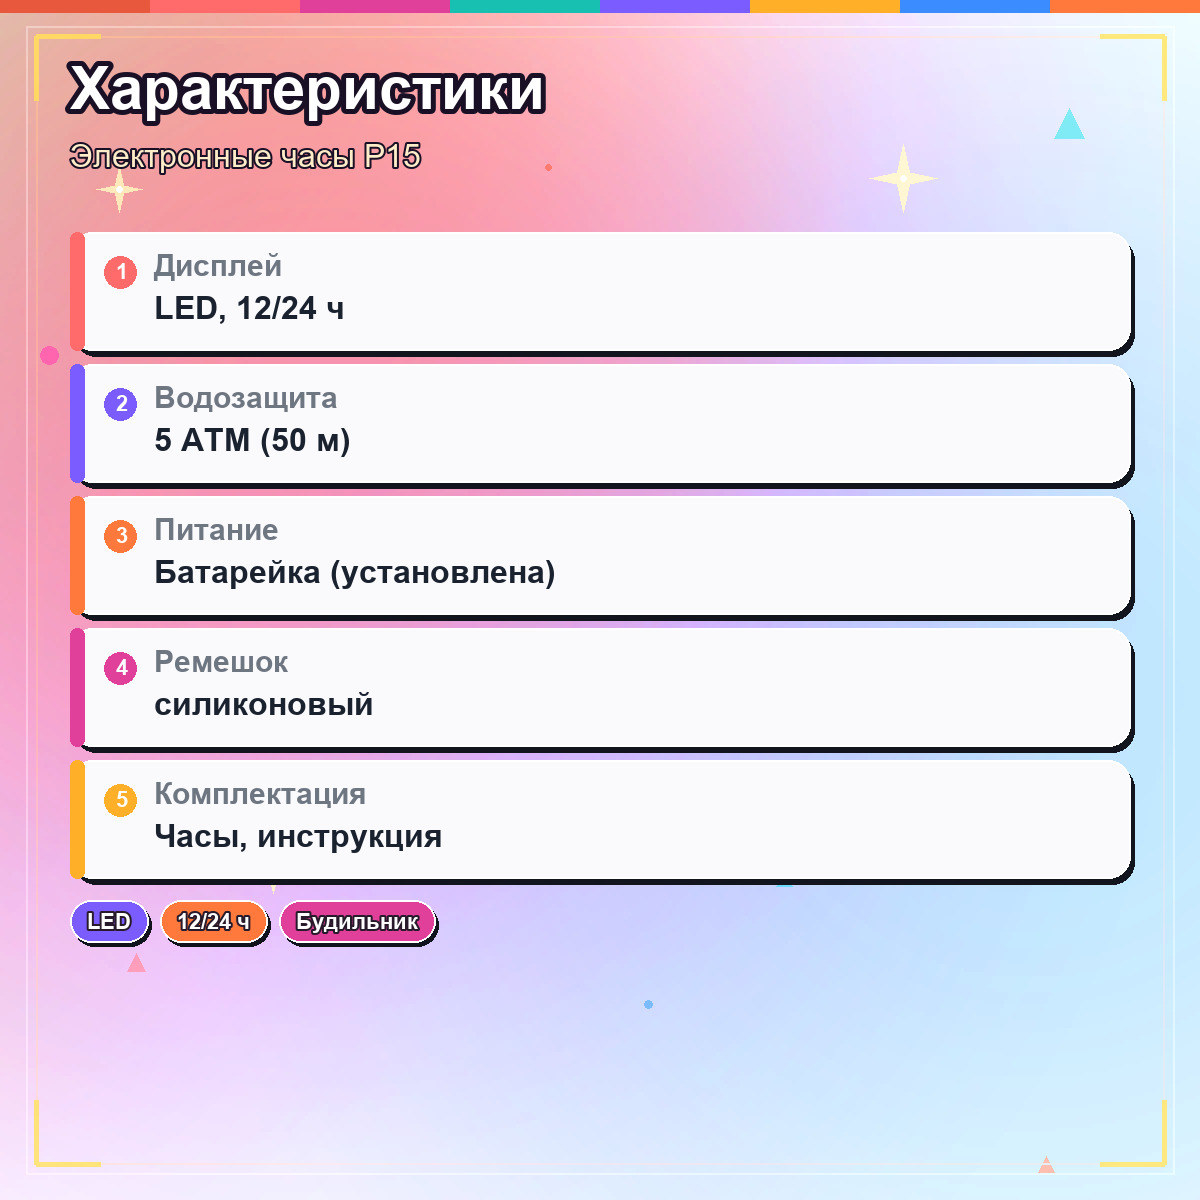 Характеристики
Электронные часы P15
1 Дисплей
LED, 12/24 ч
2 Водозащита
5 ATM (50 м)
3 Питание
Батарейка (установлена)
4 Ремешок
силиконовый
5 Комплектация
Часы, инструкция
LED 12/24 ч Будильник